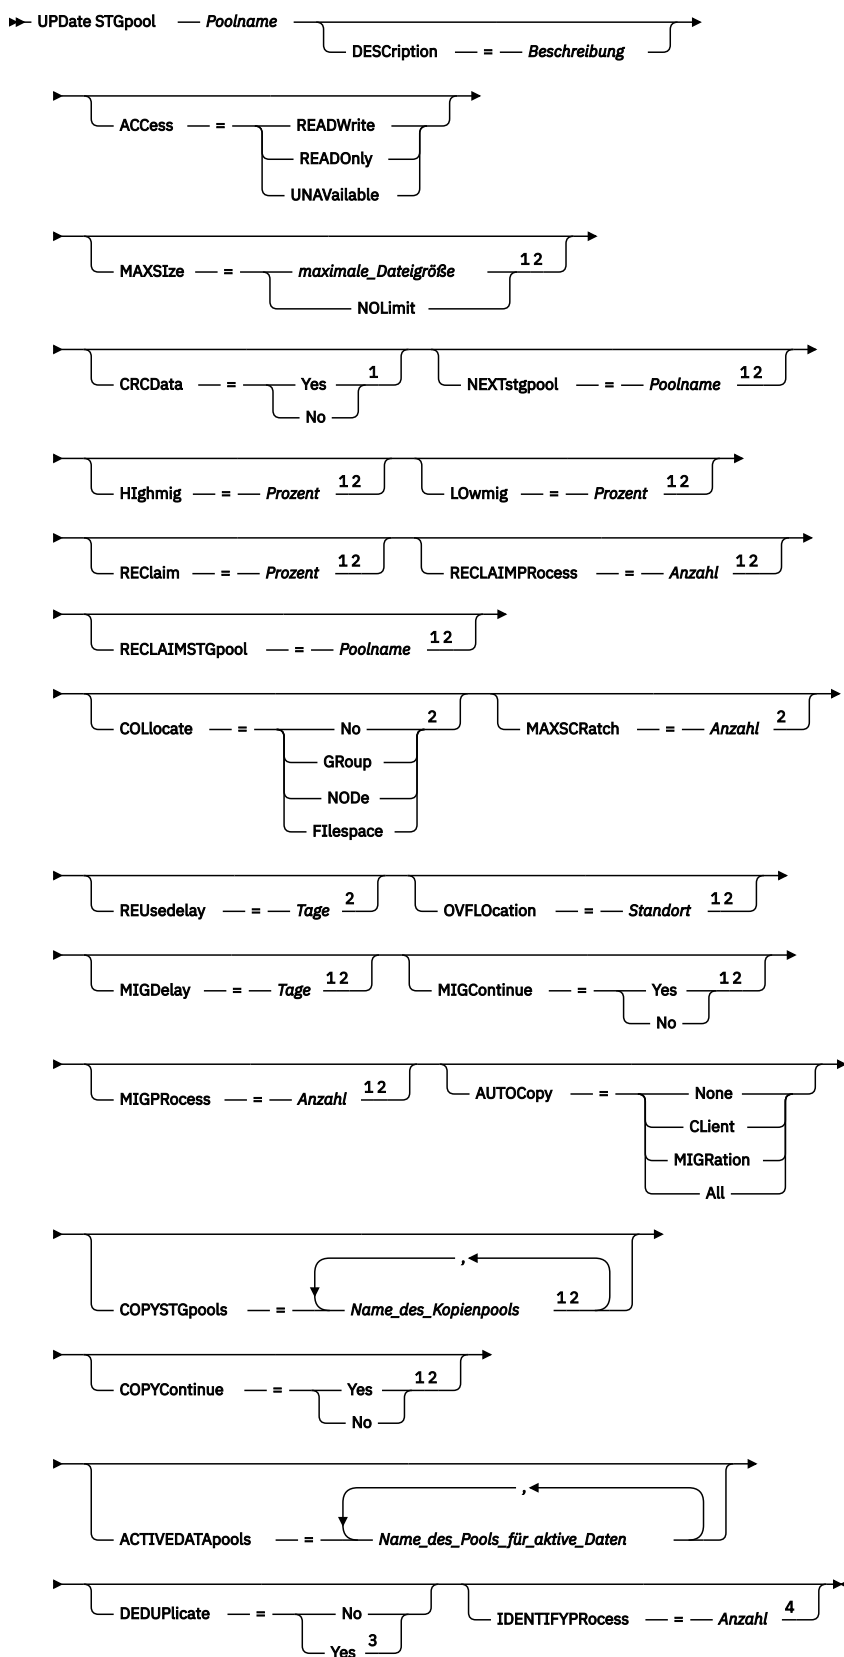 UPDate STGpool — Poolname
DESCription — = — Beschreibung
ACCess — = — READWrite
READOnly
UNAVailable
MAXSIze — = — maximale_Dateigröße 1 2
NOLimit
CRCData — = — Yes 1 NEXTstgpool — = — Poolname 1 2
No
HIghmig — = — Prozent 1 2 LOwmig — = — Prozent 1 2
REClaim — = — Prozent 1 2 RECLAIMPRocess — = — Anzahl 1 2
RECLAIMSTGpool — = — Poolname 1 2
COLlocate — = — No 2 MAXSCRatch — = — Anzahl 2
GRoup
NODe
FIlespace
REUsedelay — = — Tage 2 OVFLOcation — = — Standort 1 2
MIGDelay — = — Tage 1 2 MIGContinue — = — Yes 1 2
No
MIGPRocess — = — Anzahl 1 2 AUTOCopy — = — None
CLient
MIGRation
All
,
COPYSTGpools — = — Name_des_Kopienpools 1 2
COPYContinue — = — Yes 1 2
No
,
ACTIVEDATApools — = — Name_des_Pools_für_aktive_Daten
DEDUPlicate — = — No IDENTIFYPRocess — = — Anzahl 4
Yes 3